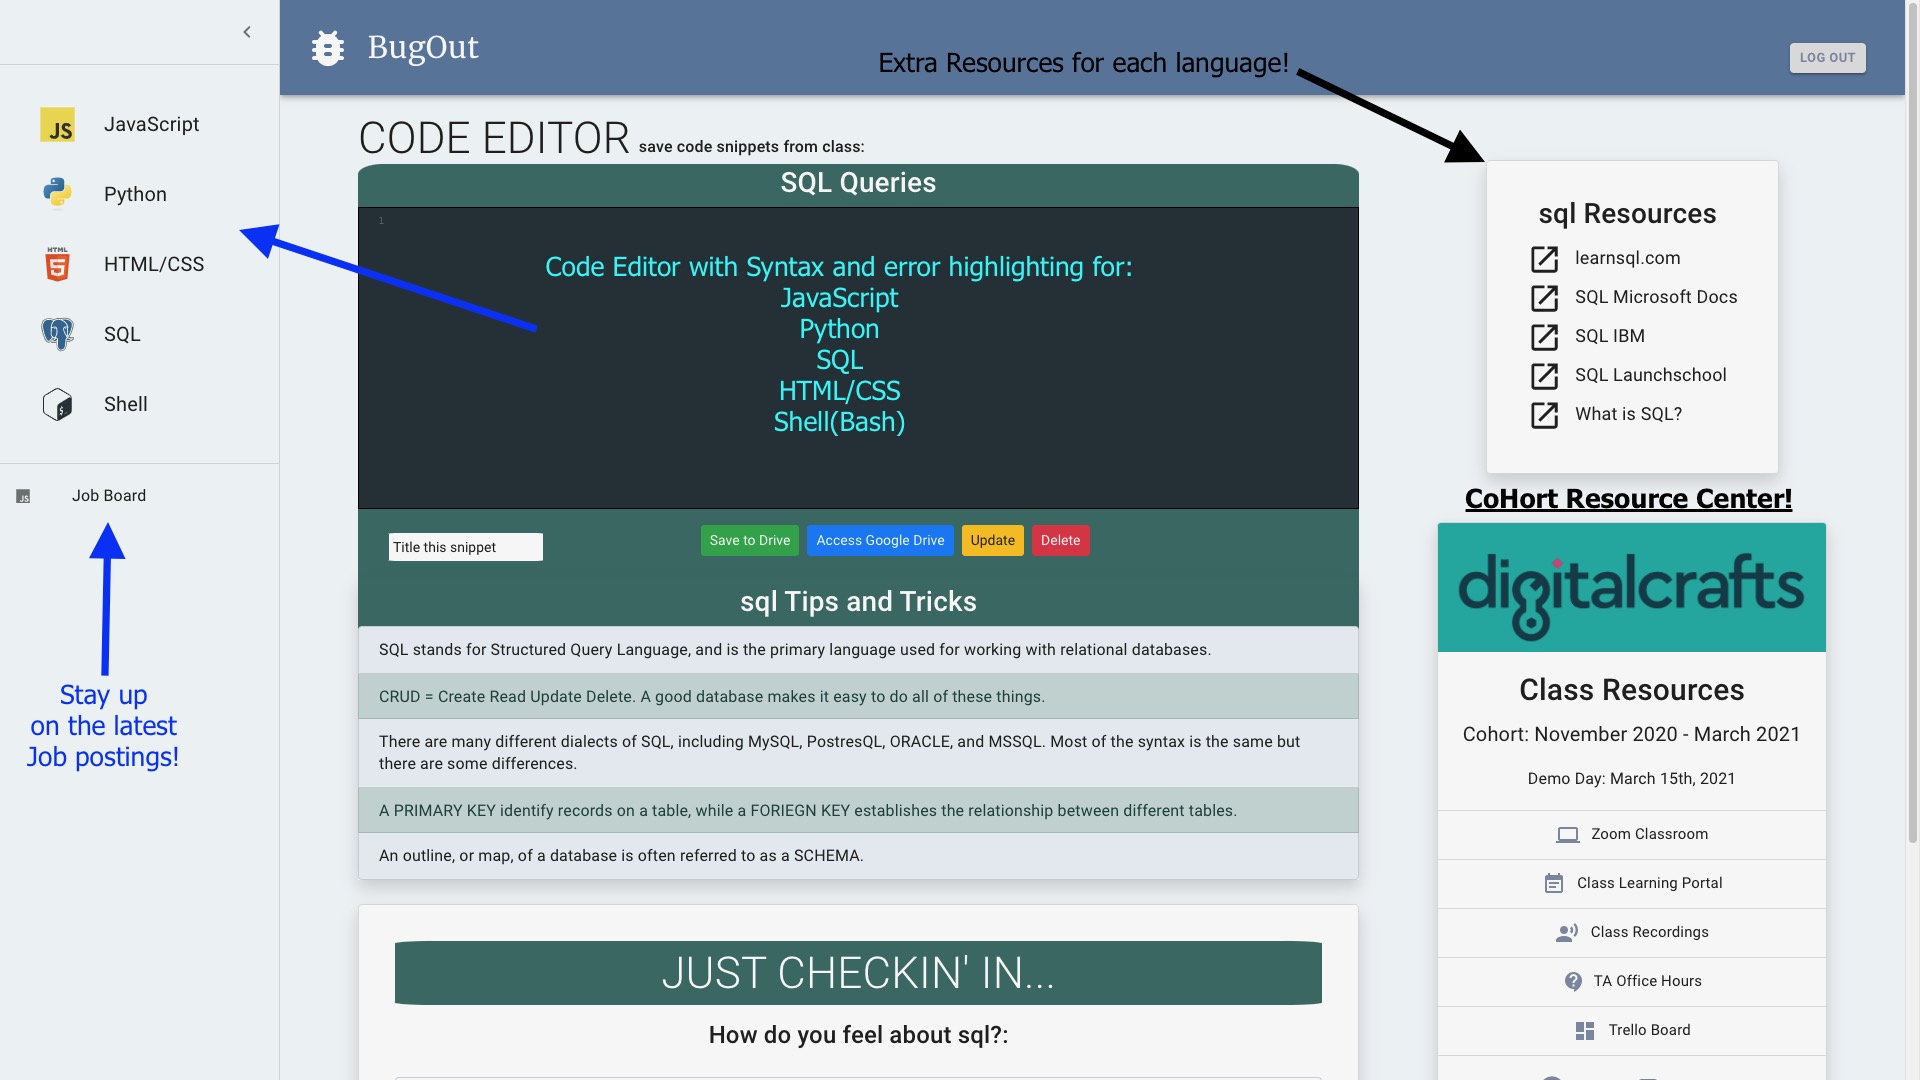 BugOut
Extra Resources for each language!
LOG OUT
JS
JavaScript
Python
HTML
5
HTML/CSS
SQL
$
Shell
JS
Job Board
Stay up
on the latest
Job postings!
CODE EDITOR save code snippets from class:
SQL Queries
1
Code Editor with Syntax and error highlighting for:
JavaScript
Python
SQL
HTML/CSS
Shell(Bash)
Title this snippet
Save to Drive
Access Google Drive
Update
Delete
sql Tips and Tricks
SQL stands for Structured Query Language, and is the primary language used for working with relational databases.
CRUD = Create Read Update Delete. A good database makes it easy to do all of these things.
There are many different dialects of SQL, including MySQL, PostresQL, ORACLE, and MSSQL. Most of the syntax is the same but
there are some differences.
A PRIMARY KEY identify records on a table, while a FORIEGN KEY establishes the relationship between different tables.
An outline, or map, of a database is often referred to as a SCHEMA.
JUST CHECKIN' IN...
How do you feel about sql?:
sql Resources
learnsql.com
SQL Microsoft Docs
SQL IBM
SQL Launchschool
What is SQL?
CoHort Resource Center!
digitalcrafts
Class Resources
Cohort: November 2020 - March 2021
Demo Day: March 15th, 2021
Zoom Classroom
Class Learning Portal
Class Recordings
TA Office Hours
Trello Board